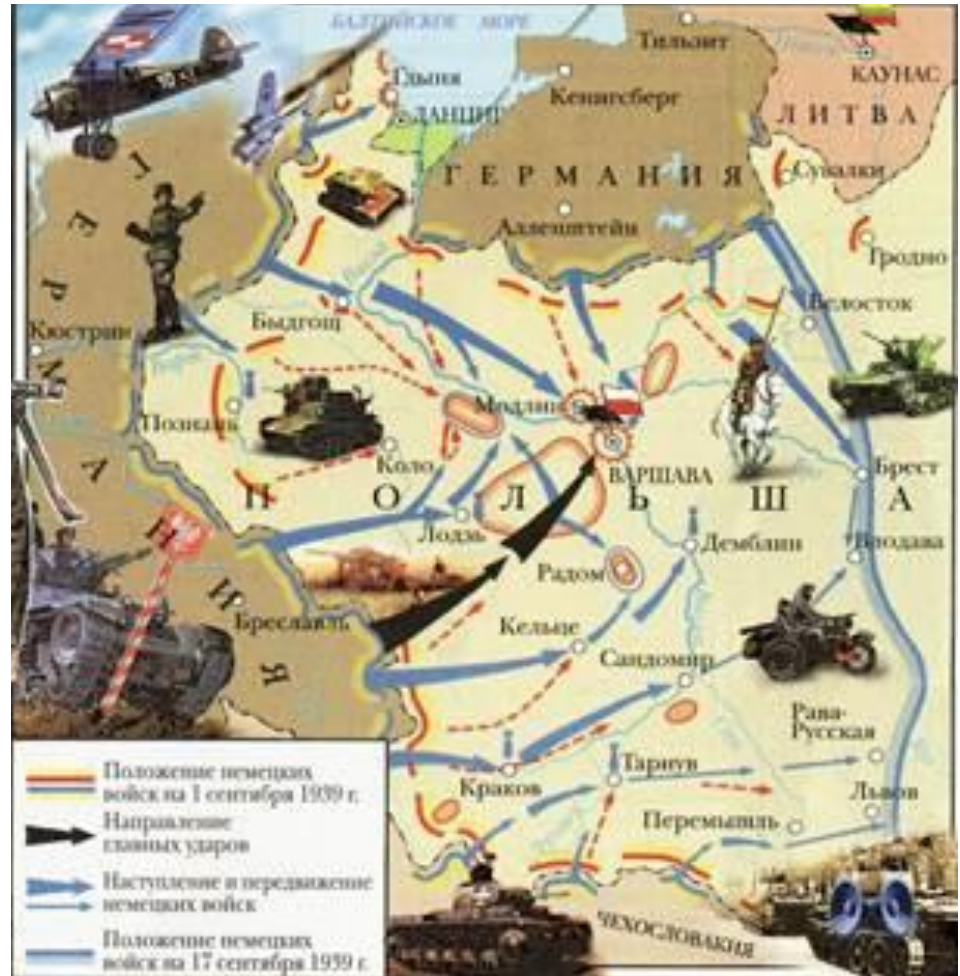 БАЛТИЙСКОЕ МОРЕ
Тильзит
Гдыня
КАУНАС
Кенигсберг
ДАНЦИГ
ЛИТВА
ГЕРМАНИЯ
Сувалки
Алленштейн
Гродно
Белосток
Быдгощ
Кюстрин
ГЕРМАНИЯ
Модлин
Познань
Коло
ВАРШАВА
Брест
ПОЛЬША
Лодзь
Демблин
Влодава
Радом
Бреславль
Кельце
Сандомир
Рава-
Русская
Тарнув
Краков
Львов
Перемышль
ЧЕХОСЛОВАКИЯ
Положение немецких
войск на 1 сентября 1939 г.
Направление
главных ударов
Наступление и передвижение
немецких войск
Положение немецких
войск на 17 сентября 1939 г.